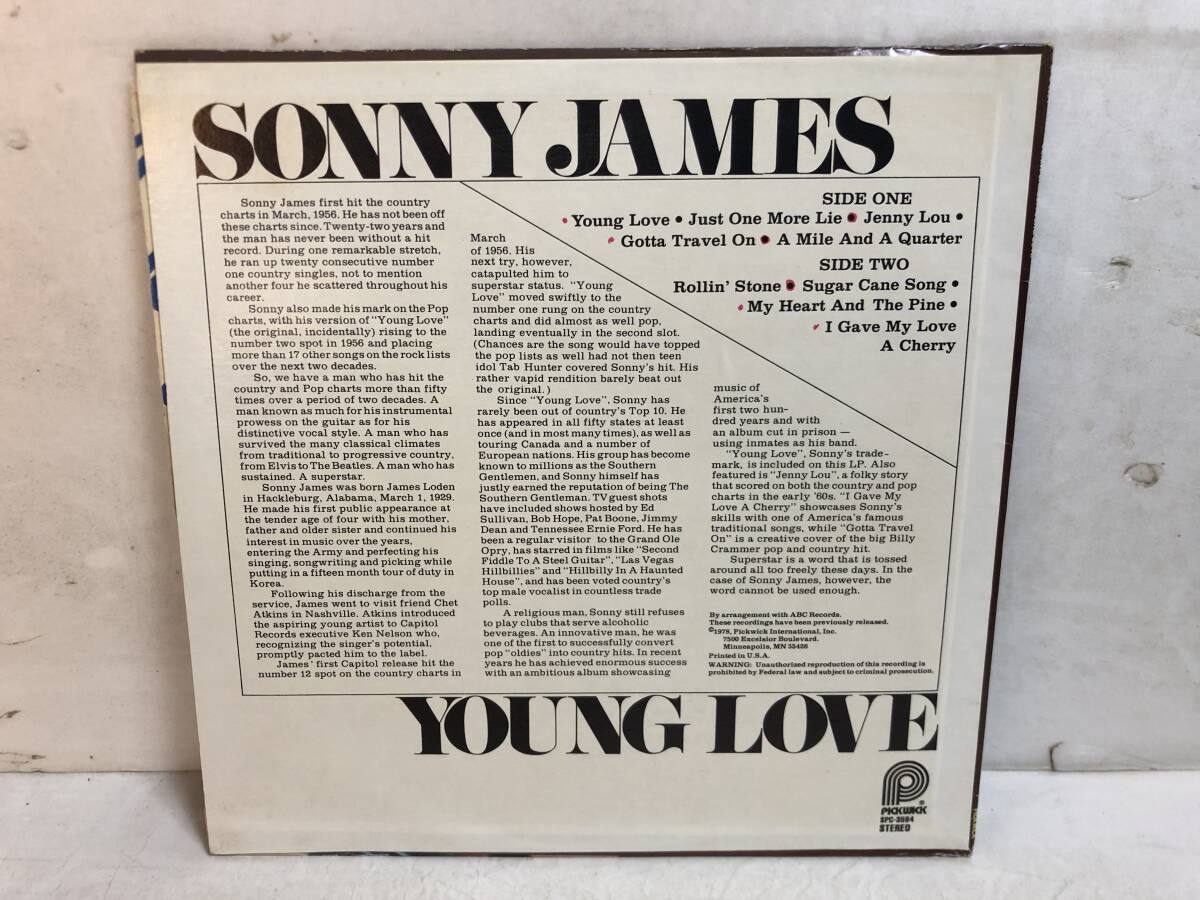 SONNY JAMES
Sonny James first hit the country
charts in March, 1956. He has not been off
these charts since. Twenty-two years and
the man has never been without a hit
record. During one remarkable stretch,
he ran up twenty consecutive number
one country singles, not to mention
another four he scattered throughout his
career.
Sonny also made his mark on the Pop
charts, with his version of "Young Love"
(the original, incidentally) rising to the
number two spot in 1956 and placing
more than 17 other songs on the rock lists
over the next two decades.
So, we have a man who has hit the
country and Pop charts more than fifty
times over a period of two decades. A
man known as much for his instrumental
prowess on the guitar as for his
distinctive vocal style. A man who has
survived the many classical climates
from traditional to progressive country,
from Elvis to The Beatles. A man who has
sustained. A superstar.
Sonny James was born James Loden
in Hackleburg, Alabama, March 1, 1929.
He made his first public appearance at
the tender age of four with his mother,
father and older sister and continued his
interest in music over the years,
entering the Army and perfecting his
singing, songwriting and picking while
putting in a fifteen month tour of duty in
Korea.
Following his discharge from the
service, James went to visit friend Chet
Atkins in Nashville. Atkins introduced
the aspiring young artist to Capitol
Records executive Ken Nelson who,
recognizing the singer's potential,
promptly pacted him to the label.
James' first Capitol release hit the
number 12 spot on the country charts in
March
of 1956. His
next try, however,
catapulted him to
superstar status. "Young
Love" moved swiftly to the
number one rung on the country
charts and did almost as well pop,
landing eventually in the second slot.
(Chances are the song would have topped
the pop lists as well had not then teen
idol Tab Hunter covered Sonny's hit. His
rather vapid rendition barely beat out
the original.)
Since "Young Love", Sonny has
rarely been out of country's Top 10. He
has appeared in all fifty states at least
once (and in most many times), as well as
touring Canada and a number of
European nations. His group has become
known to millions as the Southern
Gentlemen, and Sonny himself has
justly earned the reputation of being The
Southern Gentleman. TV guest shots
have included shows hosted by Ed
Sullivan, Bob Hope, Pat Boone, Jimmy
Dean and Tennessee Ernie Ford. He has
been a regular visitor to the Grand Ole
Opry, has starred in films like "Second
Fiddle To A Steel Guitar", "Las Vegas
Hillbillies" and "Hillbilly In A Haunted
House", and has been voted country's
top male vocalist in countless trade
polls.
A religious man, Sonny still refuses
to play clubs that serve alcoholic
beverages. An innovative man, he was
one of the first to successfully convert
pop "oldies" into country hits. In recent
years he has achieved enormous success
with an ambitious album showcasing
music of
America's
first two hun-
dred years and with
an album cut in prison —
using inmates as his band.
"Young Love", Sonny's trade-
mark, is included on this LP. Also
featured is "Jenny Lou", a folky story
that scored on both the country and pop
charts in the early '60s. "I Gave My
Love A Cherry" showcases Sonny's
skills with one of America's famous
traditional songs, while "Gotta Travel
On" is a creative cover of the big Billy
Crammer pop and country hit.
Superstar is a word that is tossed
around all too freely these days. In the
case of Sonny James, however, the
word cannot be used enough.
By arrangement with ABC Records.
These recordings have been previously released.
©1978, Pickwick International, Inc.
7500 Excelsior Boulevard.
Minneapolis, MN 55426
Printed in U.S.A.
WARNING: Unauthorized reproduction of this recording is
prohibited by Federal law and subject to criminal prosecution.
SIDE ONE
• Young Love • Just One More Lie • Jenny Lou •
• Gotta Travel On • A Mile And A Quarter
SIDE TWO
Rollin' Stone • Sugar Cane Song •
• My Heart And The Pine •
• I Gave My Love
A Cherry
YOUNG LOVE
PICKWICK®
SPC-3594
STEREO